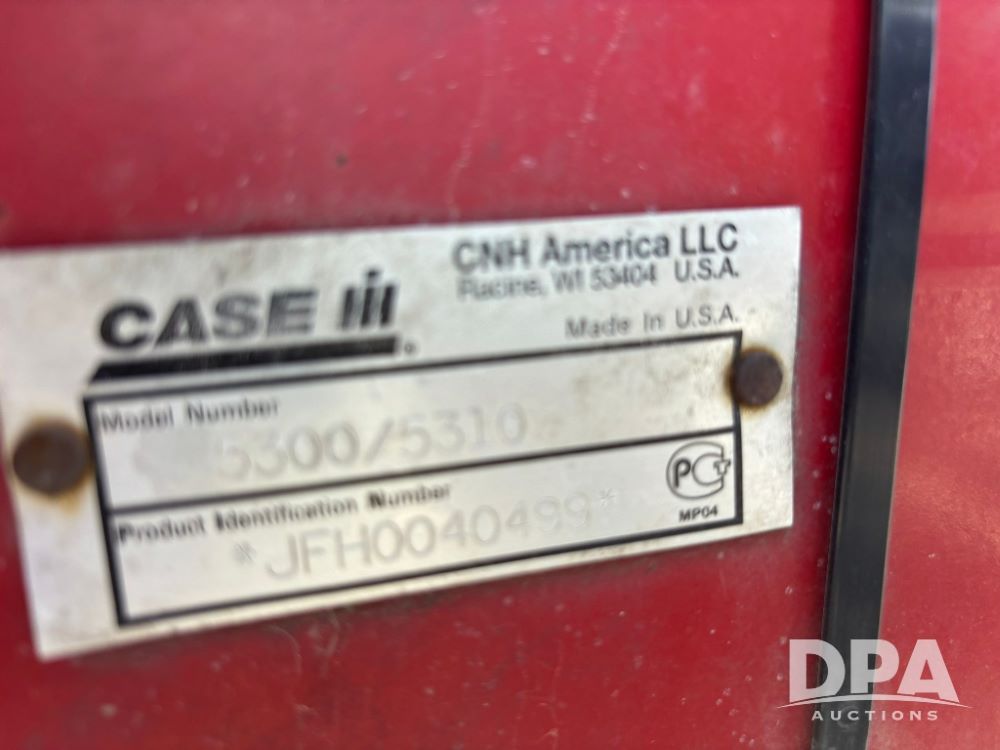 CASE IH
CNH America LLC
Racine, WI 53404 U.S.A.
Made in U.S.A.
Model Number
5300/5310
Product Identification Number
*JFH0040499*
PCT
MP04
DPA
AUCTIONS